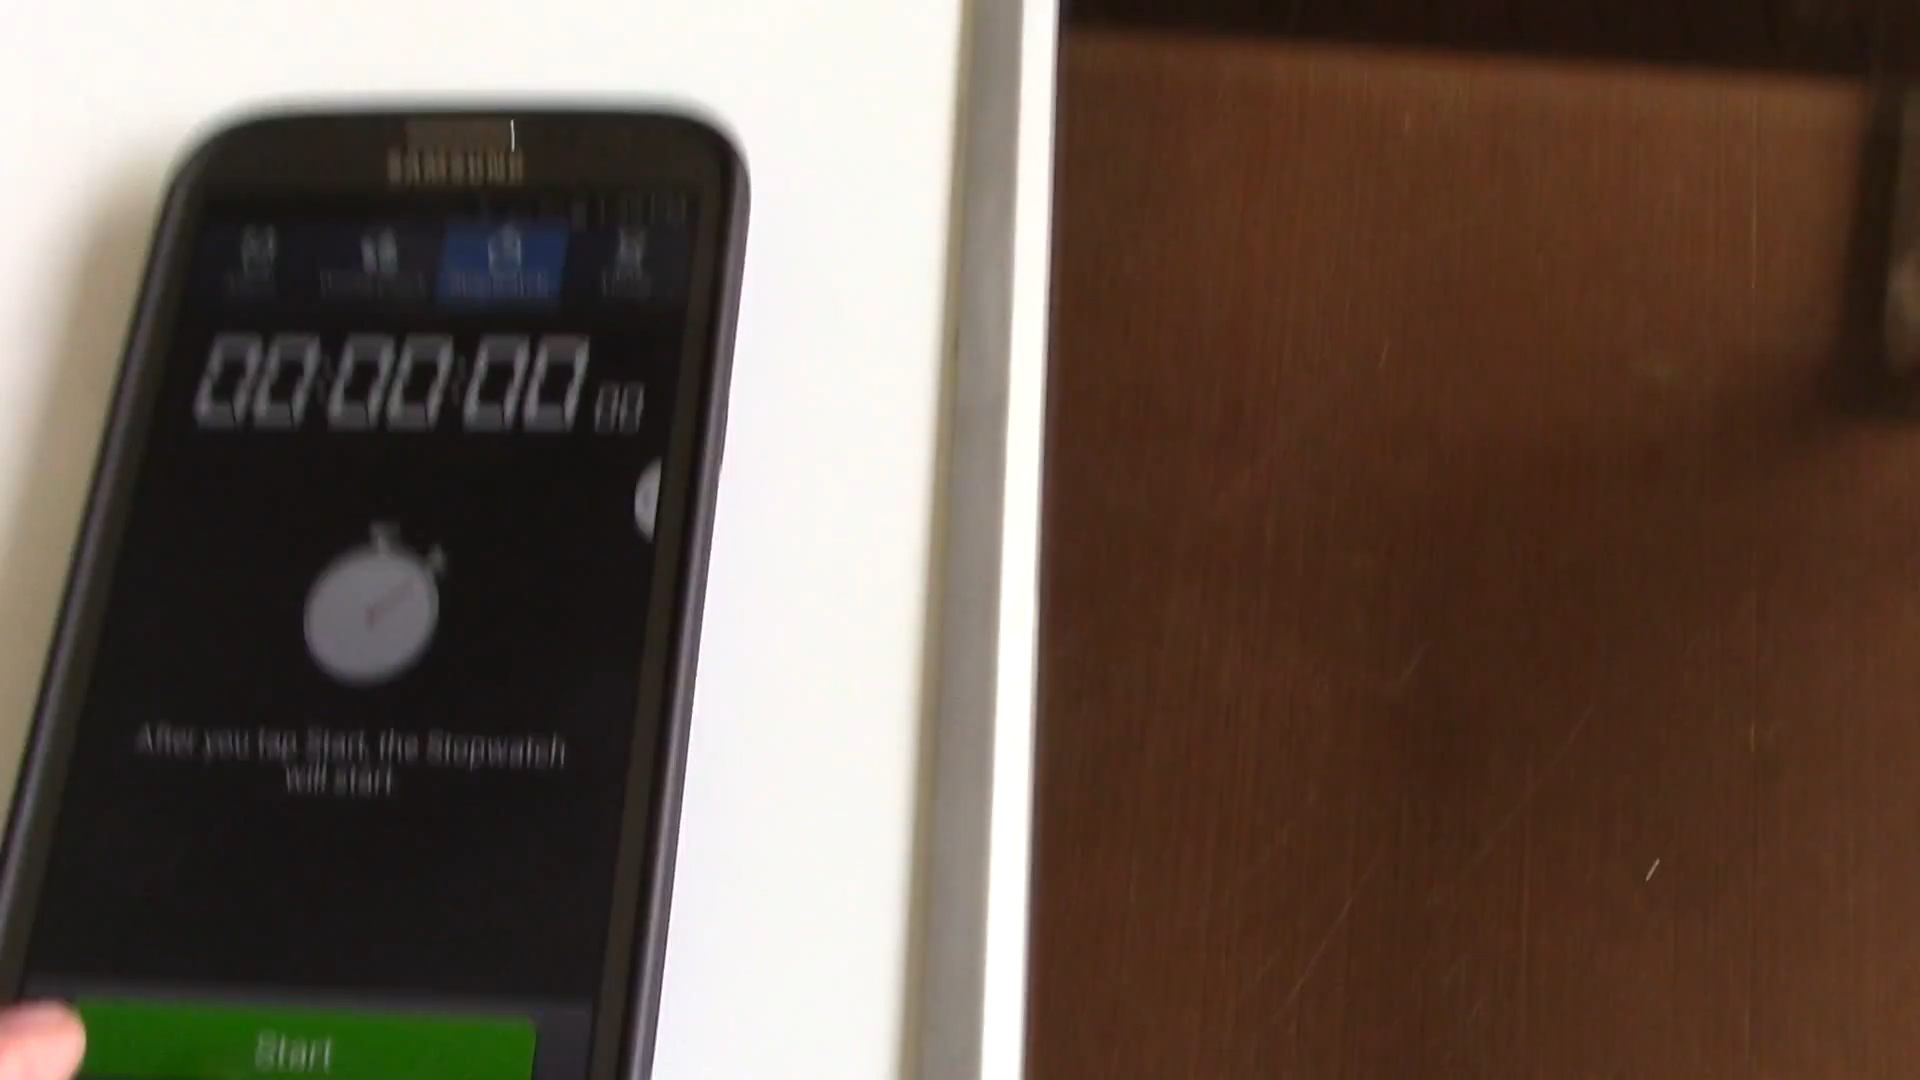 SAMSUNG
00:00:00 00
After you tap Start, the Stopwatch
will start
Start